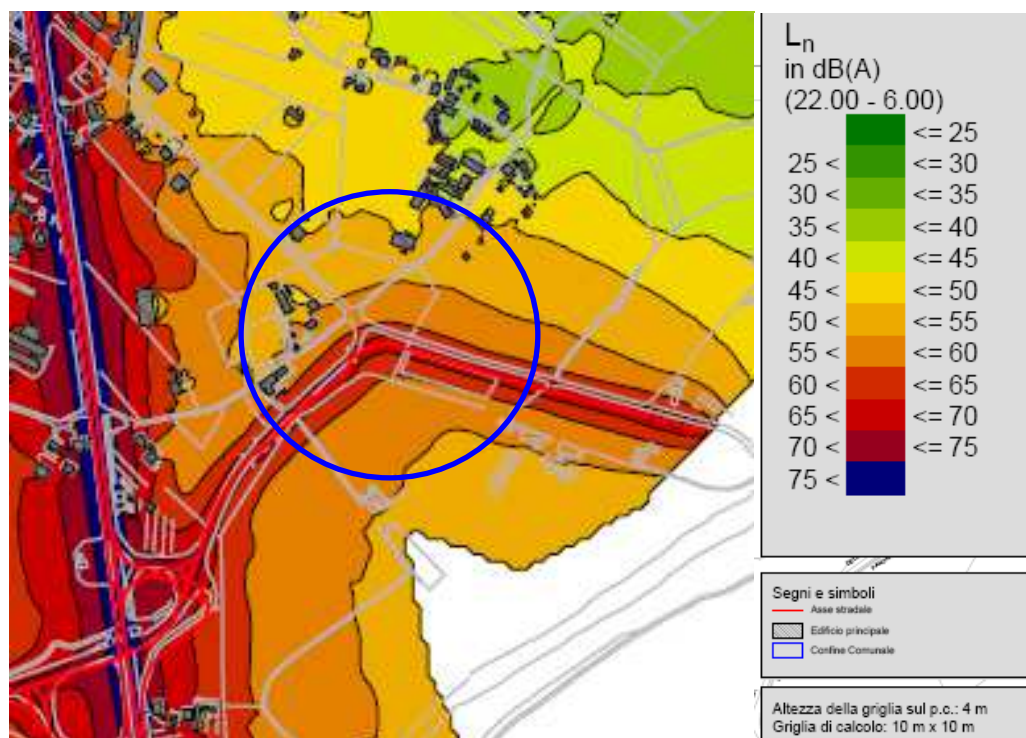 Ln
in dB(A)
(22.00 - 6.00)
<= 25
25 < <= 30
30 < <= 35
35 < <= 40
40 < <= 45
45 < <= 50
50 < <= 55
55 < <= 60
60 < <= 65
65 < <= 70
70 < <= 75
75 <
Segni e simboli
Asse stradale
Edificio principale
Confine Comunale
Altezza della griglia sul p.c.: 4 m
Griglia di calcolo: 10 m x 10 m